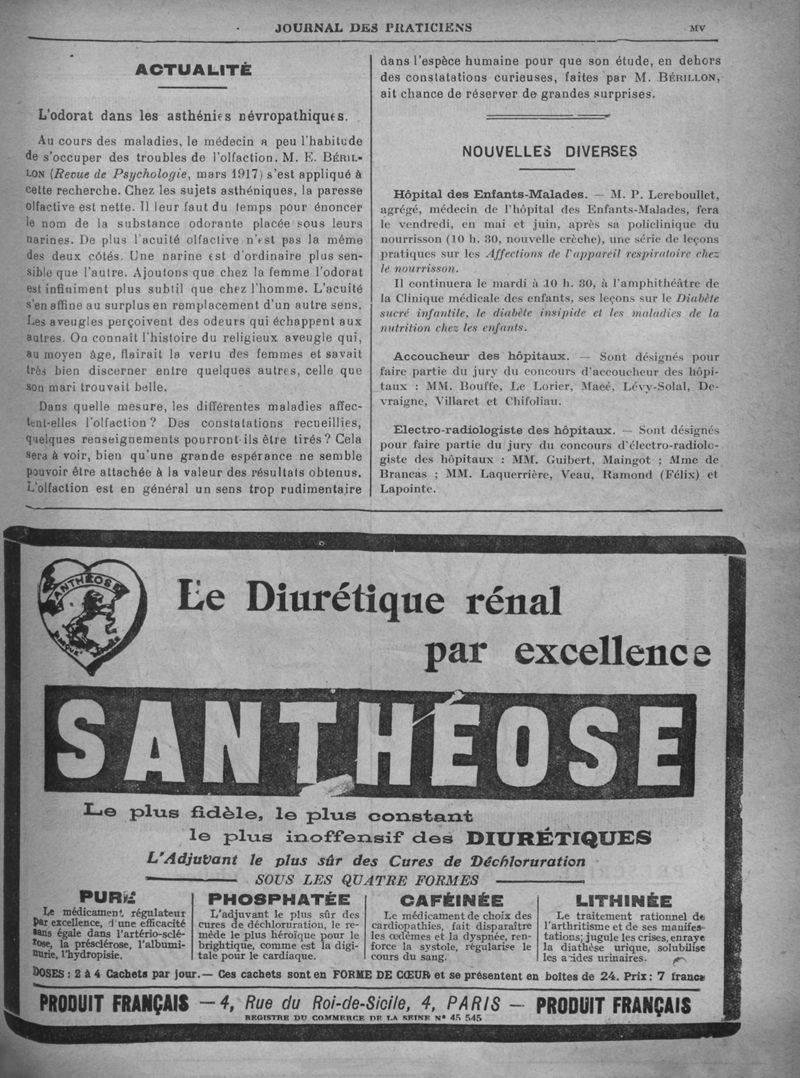 JOURNAL DES PRATICIENS
MV
ACTUALITÉ
L'odorat dans les asthénies névropathiques.
Au cours des maladies, le médecin a peu l'habitude
de s'occuper des troubles de l'olfaction. M. E. BÉRIL-
LON (Revue de Psychologie, mars 1917) s'est appliqué à
cette recherche. Chez les sujets asthéniques, la paresse
olfactive est nette. Il leur faut du temps pour énoncer
le nom de la substance odorante placée sous leurs
narines. De plus l'acuité olfactive n'est pas la même
des deux côtés. Une narine est d'ordinaire plus sen-
sible que l'autre. Ajoutons que chez la femme l'odorat
est infiniment plus subtil que chez l'homme. L'acuité
s'en affine au surplus en remplacement d'un autre sens.
Les aveugles perçoivent des odeurs qui échappent aux
autres. On connaît l'histoire du religieux aveugle qui,
au moyen âge, flairait la vertu des femmes et savait
très bien discerner entre quelques autres, celle que
son mari trouvait belle.
Dans quelle mesure, les différentes maladies affec-
tent-elles l'olfaction ? Des constatations recueillies,
quelques renseignements pourront-ils être tirés ? Cela
sera à voir, bien qu'une grande espérance ne semble
pouvoir être attachée à la valeur des résultats obtenus.
L'olfaction est en général un sens trop rudimentaire
dans l'espèce humaine pour que son étude, en dehors
des constatations curieuses, faites par M. BÉRILLON,
ait chance de réserver de grandes surprises.
NOUVELLES DIVERSES
Hôpital des Enfants-Malades. — M. P. Lereboullet,
agrégé, médecin de l'hôpital des Enfants-Malades, fera
le vendredi, en mai et juin, après sa policlinique du
nourrisson (10 h. 30, nouvelle crèche), une série de leçons
pratiques sur les Affections de l'appareil respiratoire chez
le nourrisson.
Il continuera le mardi à 10 h. 30, à l'amphithéâtre de
la Clinique médicale des enfants, ses leçons sur le Diabète
sucré infantile, le diabète insipide et les maladies de la
nutrition chez les enfants.
Accoucheur des hôpitaux. — Sont désignés pour
faire partie du jury du concours d'accoucheur des hôpi-
taux : MM. Bouffe, Le Lorier, Macé, Lévy-Solal, De-
vraigne, Villaret et Chifoliau.
Electro-radiologiste des hôpitaux. — Sont désignés
pour faire partie du jury du concours d'électro-radiolo-
giste des hôpitaux : MM. Guibert, Maingot ; Mme de
Brancas ; MM. Laquerrière, Veau, Ramond (Félix) et
Lapointe.
SANTHÉOSE
Le Diurétique rénal
par excellence
SANTHÉOSE
Le plus fidèle, le plus constant
le plus inoffensif des DIURÉTIQUES
L'Adjuvant le plus sûr des Cures de Déchloruration
SOUS LES QUATRE FORMES
PURE
Le médicament régulateur
par excellence, d'une efficacité
sans égale dans l'artério-sclé-
rose, la présclérose, l'albumi-
nurie, l'hydropisie.
PHOSPHATÉE
L'adjuvant le plus sûr des
cures de déchloruration, le re-
mède le plus héroïque pour le
brightique, comme est la digi-
tale pour le cardiaque.
CAFÉINÉE
Le médicament de choix des
cardiopathies, fait disparaître
les œdèmes et la dyspnée, ren-
force la systole, régularise le
cours du sang.
LITHINÉE
Le traitement rationnel de
l'arthritisme et de ses manifes-
tations; jugule les crises, enraye
la diathèse urique, solubilise
les acides urinaires.
DOSES : 2 à 4 Cachets par jour. — Ces cachets sont en FORME DE CŒUR et se présentent en boîtes de 24. Prix : 7 francs
PRODUIT FRANÇAIS — 4, Rue du Roi-de-Sicile, 4, PARIS — PRODUIT FRANÇAIS
REGISTRE DU COMMERCE DE LA SEINE N° 45 545